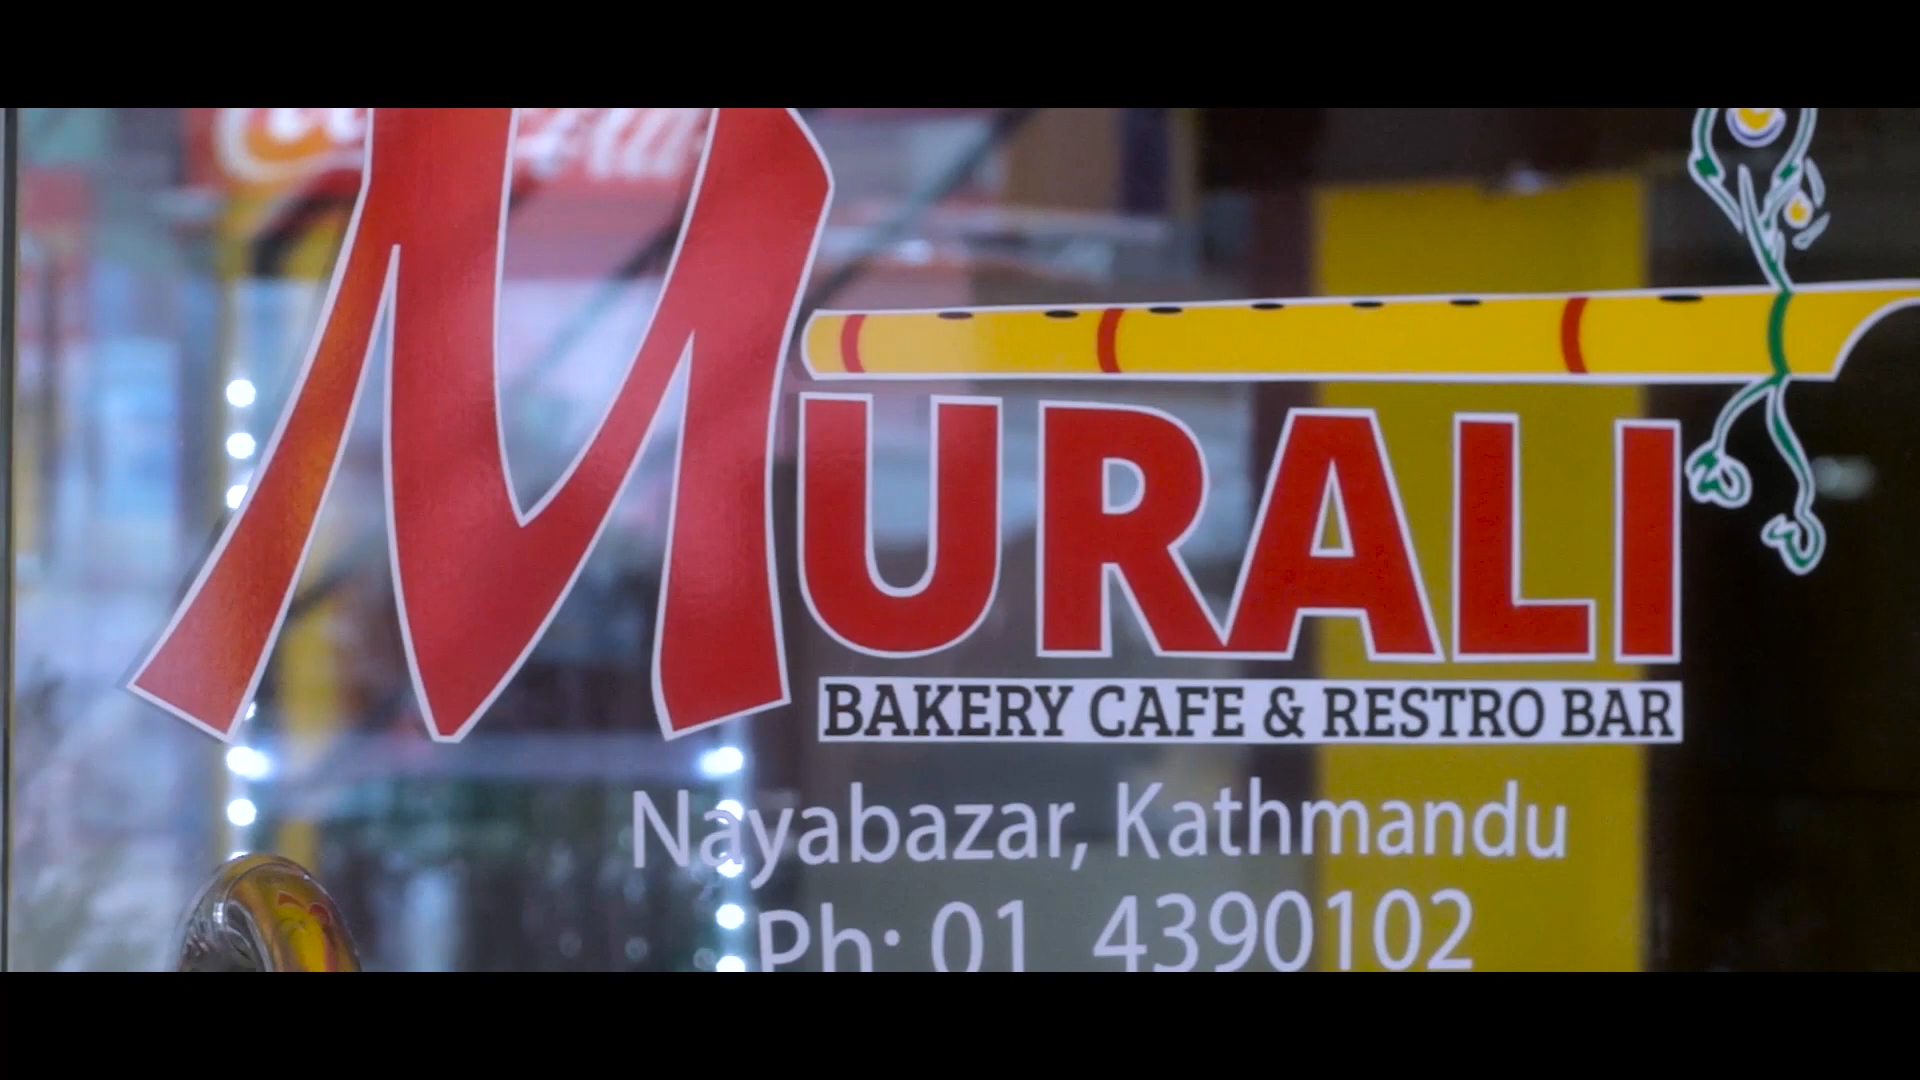 MURALI
BAKERY CAFE & RESTRO BAR
Nayabazar, Kathmandu
Ph: 01 4390102